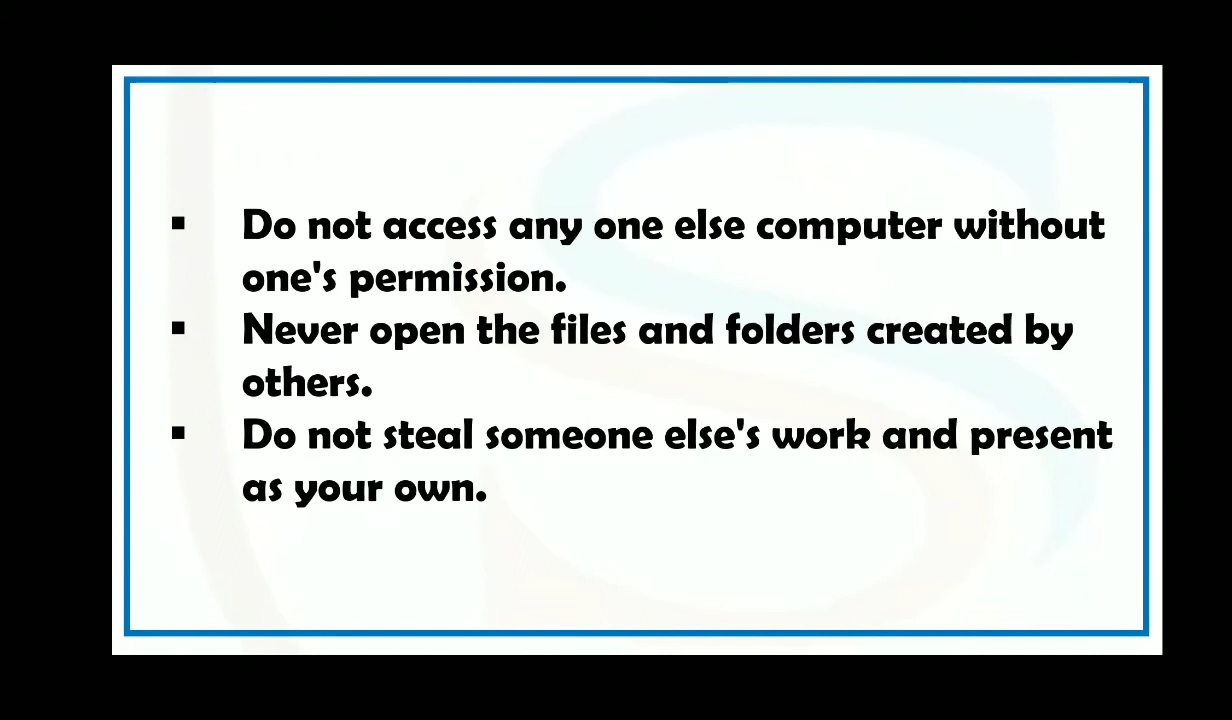 ▪ Do not access any one else computer without
one's permission.
▪ Never open the files and folders created by
others.
▪ Do not steal someone else's work and present
as your own.